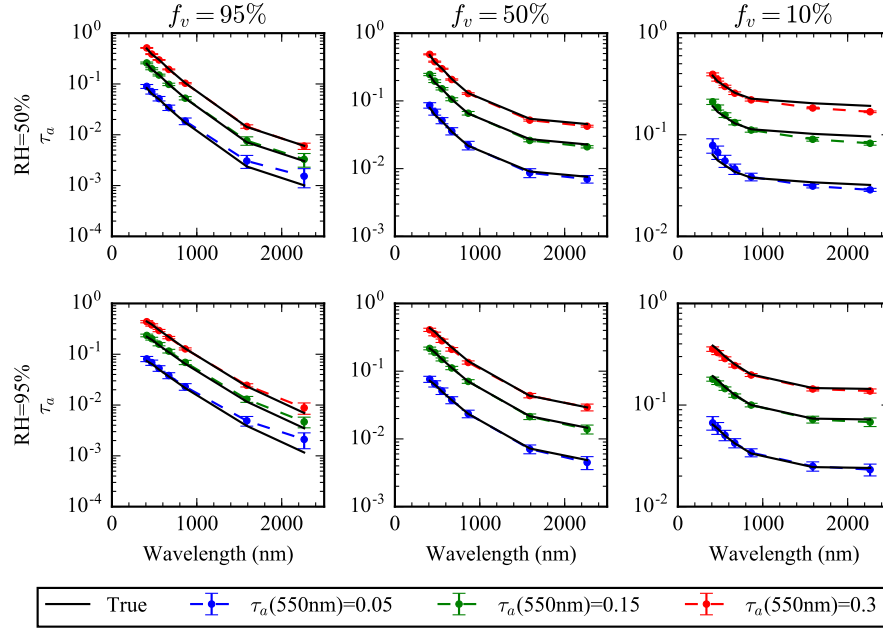 f_v = 95% f_v = 50% f_v = 10%
RH=50%
τ_a
10^0 10^-1 10^-2 10^-3 10^-4
0 1000 2000
10^0 10^-1 10^-2 10^-3
0 1000 2000
10^0 10^-1 10^-2
0 1000 2000
RH=95%
τ_a
10^0 10^-1 10^-2 10^-3 10^-4
0 1000 2000
10^0 10^-1 10^-2 10^-3
0 1000 2000
10^0 10^-1 10^-2
0 1000 2000
Wavelength (nm) Wavelength (nm) Wavelength (nm)
True τ_a(550nm)=0.05 τ_a(550nm)=0.15 τ_a(550nm)=0.3